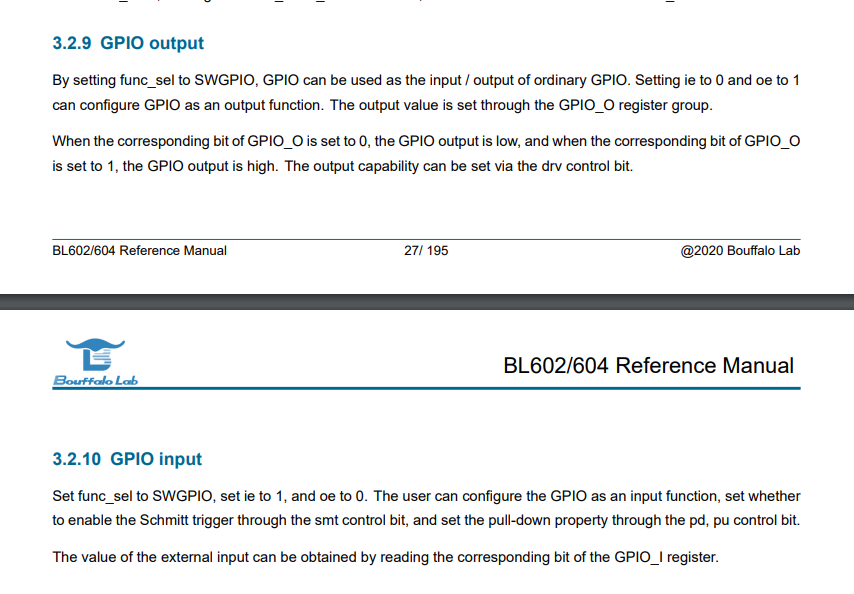 3.2.9 GPIO output
By setting func_sel to SWGPIO, GPIO can be used as the input / output of ordinary GPIO. Setting ie to 0 and oe to 1
can configure GPIO as an output function. The output value is set through the GPIO_O register group.
When the corresponding bit of GPIO_O is set to 0, the GPIO output is low, and when the corresponding bit of GPIO_O
is set to 1, the GPIO output is high. The output capability can be set via the drv control bit.
BL602/604 Reference Manual 27/ 195 @2020 Bouffalo Lab
Bouffalo Lab
BL602/604 Reference Manual
3.2.10 GPIO input
Set func_sel to SWGPIO, set ie to 1, and oe to 0. The user can configure the GPIO as an input function, set whether
to enable the Schmitt trigger through the smt control bit, and set the pull-down property through the pd, pu control bit.
The value of the external input can be obtained by reading the corresponding bit of the GPIO_I register.